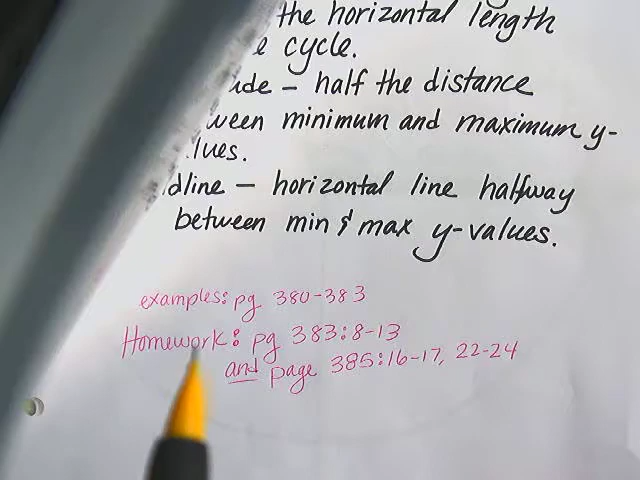 the horizontal length
cycle.
– half the distance
minimum and maximum y-
– horizontal line halfway
between min & max y-values.
examples: pg 380-383
Homework: pg 383: 8-13
and page 385: 16-17, 22-24